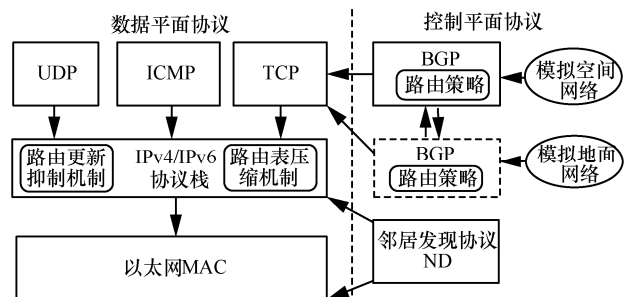 数据平面协议
控制平面协议
UDP
ICMP
TCP
BGP
路由策略
模拟空间
网络
路由更新
抑制机制
IPv4/IPv6
协议栈
路由表压
缩机制
BGP
路由策略
模拟地面
网络
以太网MAC
邻居发现协议
ND